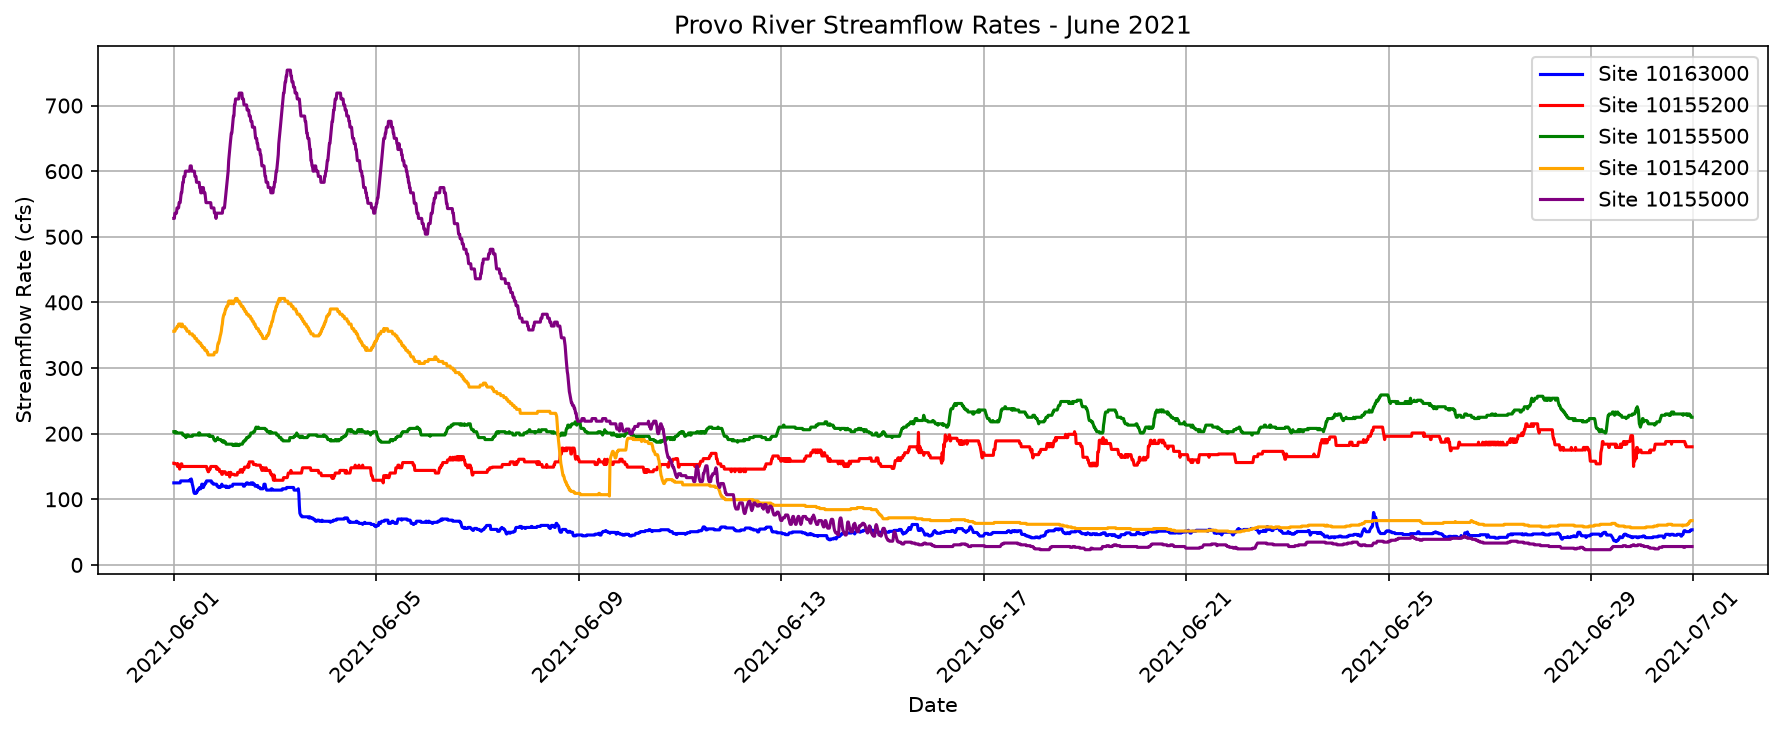 Provo River Streamflow Rates - June 2021
Site 10163000
Site 10155200
Site 10155500
Site 10154200
Site 10155000
Streamflow Rate (cfs)
700
600
500
400
300
200
100
0
2021-06-01
2021-06-05
2021-06-09
2021-06-13
2021-06-17
2021-06-21
2021-06-25
2021-06-29
2021-07-01
Date